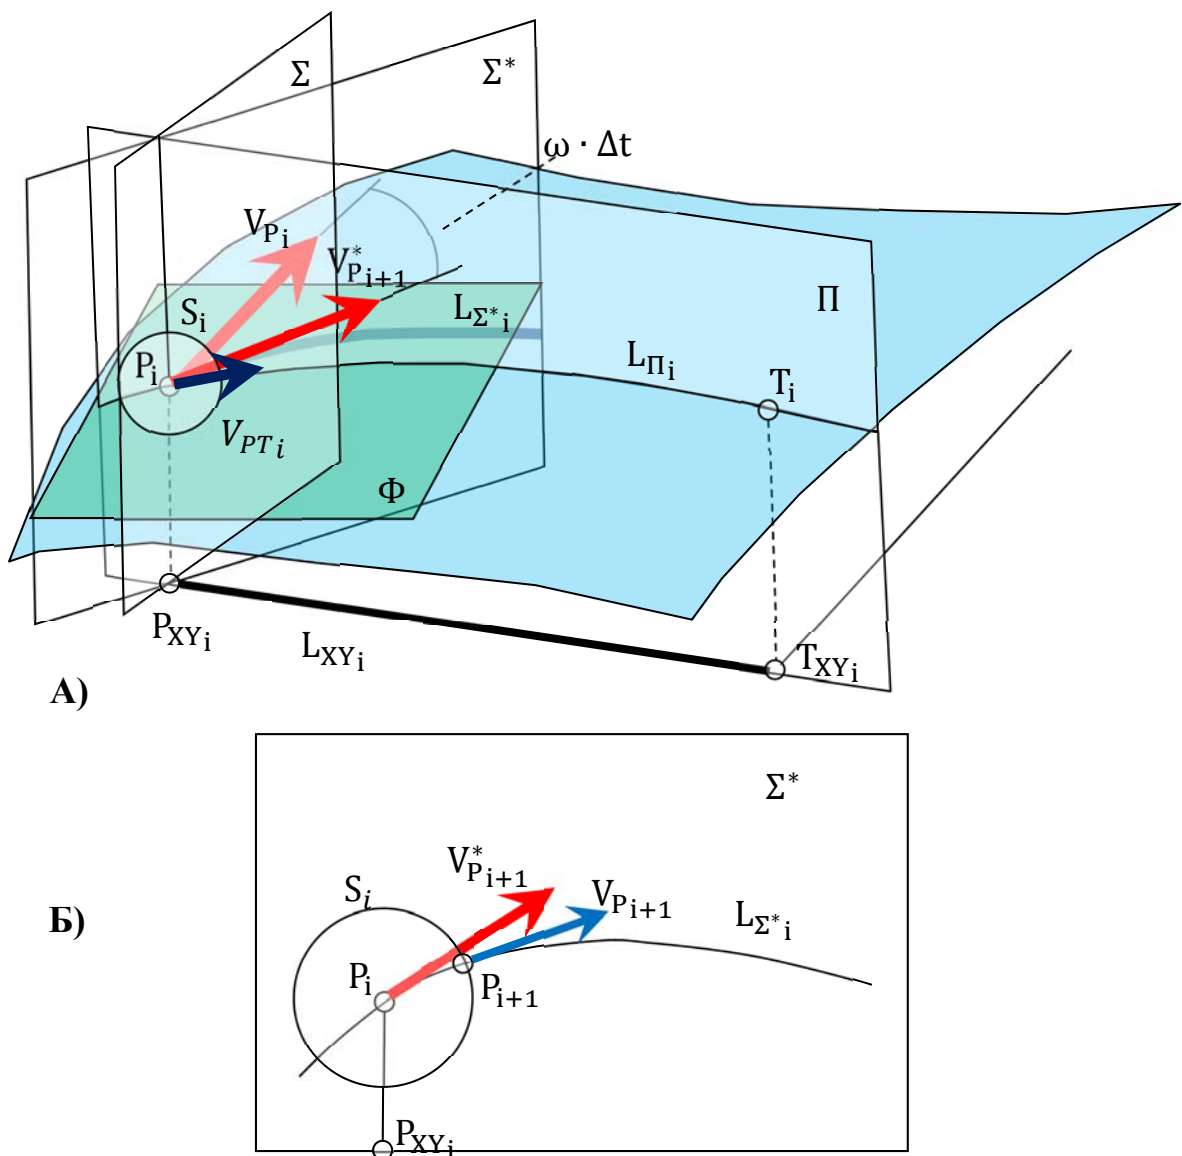 Σ
Σ*
ω · Δt
V_{P_i}
V*_{P_{i+1}}
S_i
L_{Σ*_i}
Π
P_i
L_{Π_i}
T_i
V_{PT_i}
Φ
P_{XY_i}
L_{XY_i}
T_{XY_i}
А)
Σ*
V*_{P_{i+1}}
S_i
V_{P_{i+1}}
L_{Σ*_i}
Б)
P_i
P_{i+1}
P_{XY_i}